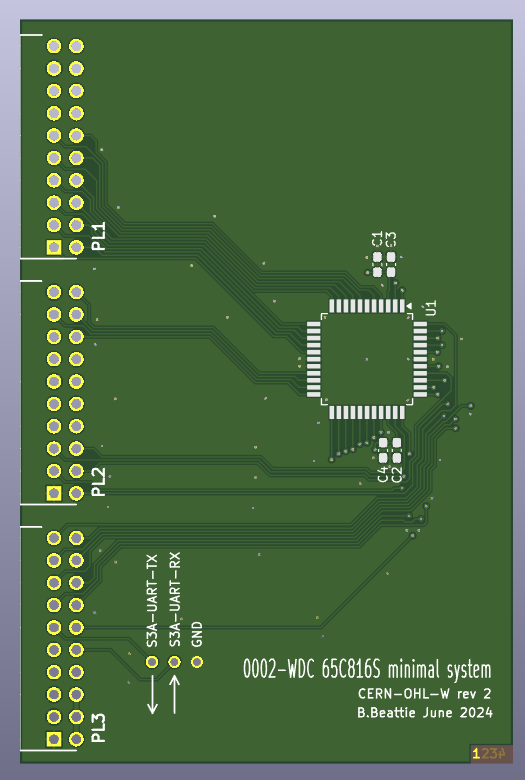 PL1
C1
C3
U1
PL2
C4
C2
S3A-UART-TX
S3A-UART-RX
GND
PL3
0002-WDC 65C816S minimal system
CERN-OHL-W rev 2
B.Beattie June 2024
1234